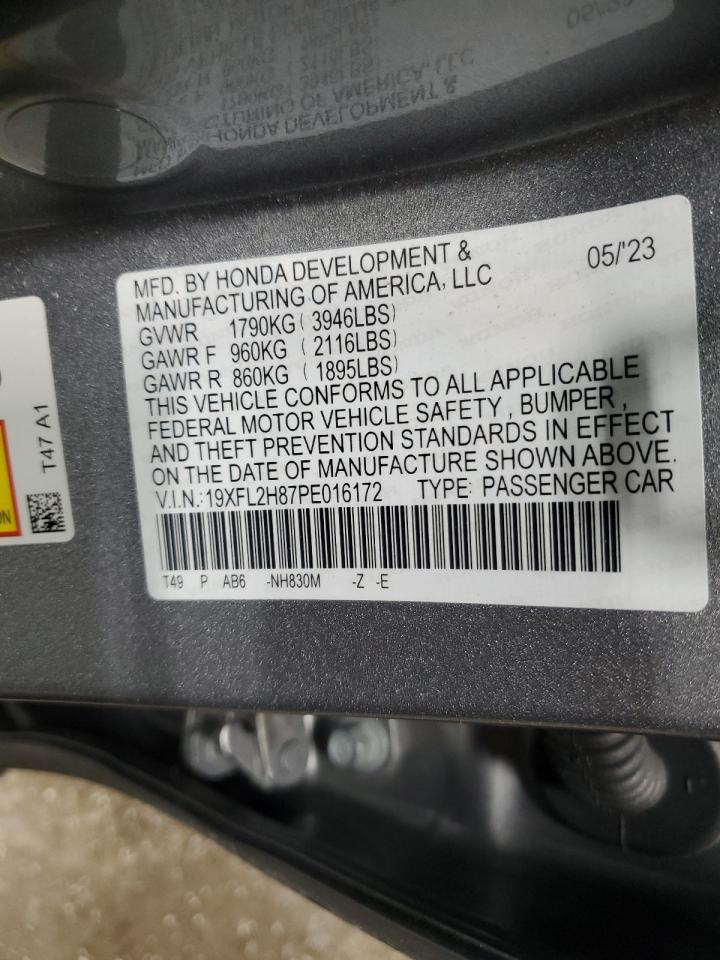 MFD. BY HONDA DEVELOPMENT & 05/'23
MANUFACTURING OF AMERICA, LLC
GVWR 1790KG ( 3946LBS)
GAWR F 960KG ( 2116LBS)
GAWR R 860KG ( 1895LBS)
THIS VEHICLE CONFORMS TO ALL APPLICABLE
FEDERAL MOTOR VEHICLE SAFETY , BUMPER ,
AND THEFT PREVENTION STANDARDS IN EFFECT
ON THE DATE OF MANUFACTURE SHOWN ABOVE.
V.I.N.:19XFL2H87PE016172 TYPE: PASSENGER CAR
T49 P AB6 -NH830M -Z -E
T47 A1